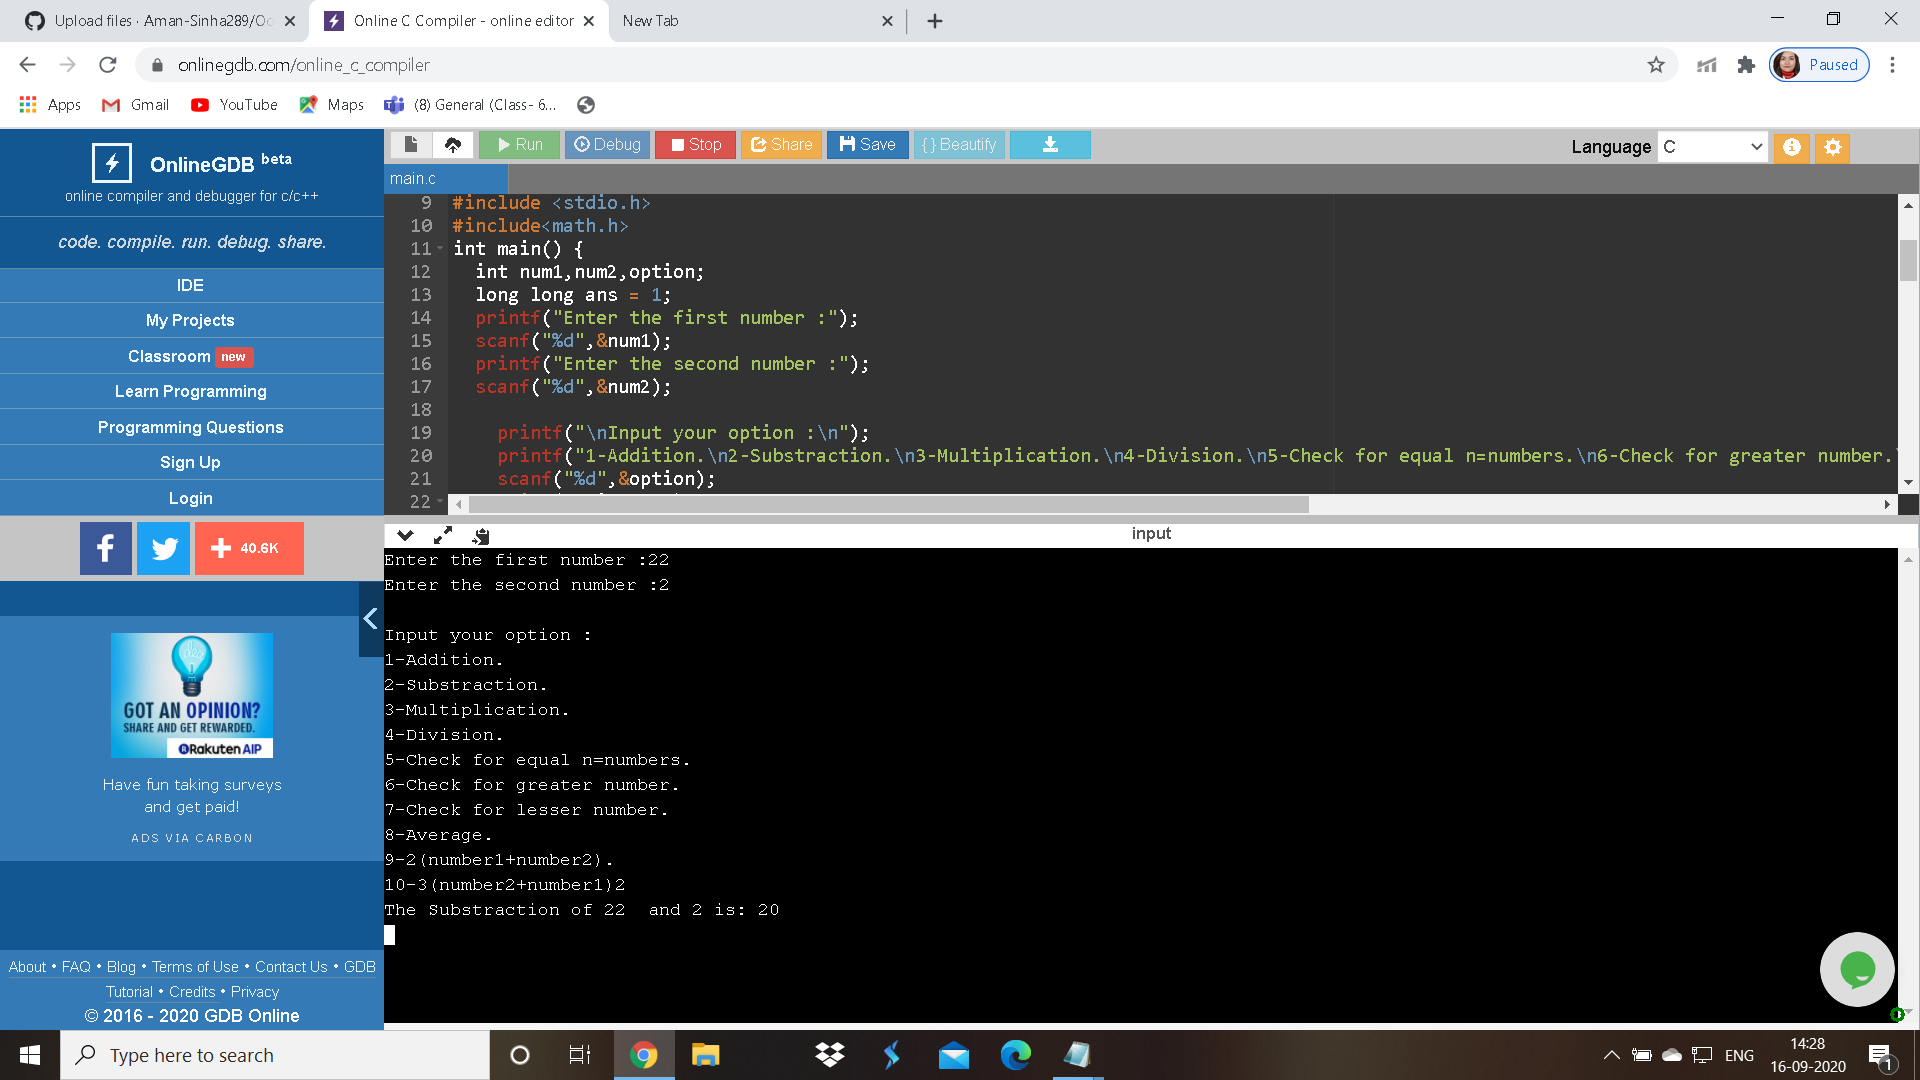 Upload files · Aman-Sinha289/Oc
Online C Compiler - online editor
New Tab
onlinegdb.com/online_c_compiler
Paused
Apps
Gmail
YouTube
Maps
(8) General (Class- 6...
OnlineGDB beta
online compiler and debugger for c/c++
code. compile. run. debug. share.
IDE
My Projects
Classroom new
Learn Programming
Programming Questions
Sign Up
Login
40.6K
GOT AN OPINION?
SHARE AND GET REWARDED.
Rakuten AIP
Have fun taking surveys
and get paid!
ADS VIA CARBON
About • FAQ • Blog • Terms of Use • Contact Us • GDB
Tutorial • Credits • Privacy
© 2016 - 2020 GDB Online
Run Debug Stop Share Save {} Beautify
Language C
main.c
9 #include <stdio.h>
10 #include<math.h>
11 int main() {
12 int num1,num2,option;
13 long long ans = 1;
14 printf("Enter the first number :");
15 scanf("%d",&num1);
16 printf("Enter the second number :");
17 scanf("%d",&num2);
18
19 printf("\nInput your option :\n");
20 printf("1-Addition.\n2-Substraction.\n3-Multiplication.\n4-Division.\n5-Check for equal n=numbers.\n6-Check for greater number.\
21 scanf("%d",&option);
22
input
Enter the first number :22
Enter the second number :2
Input your option :
1-Addition.
2-Substraction.
3-Multiplication.
4-Division.
5-Check for equal n=numbers.
6-Check for greater number.
7-Check for lesser number.
8-Average.
9-2(number1+number2).
10-3(number2+number1)2
The Substraction of 22  and 2 is: 20
Type here to search
ENG
14:28
16-09-2020
1